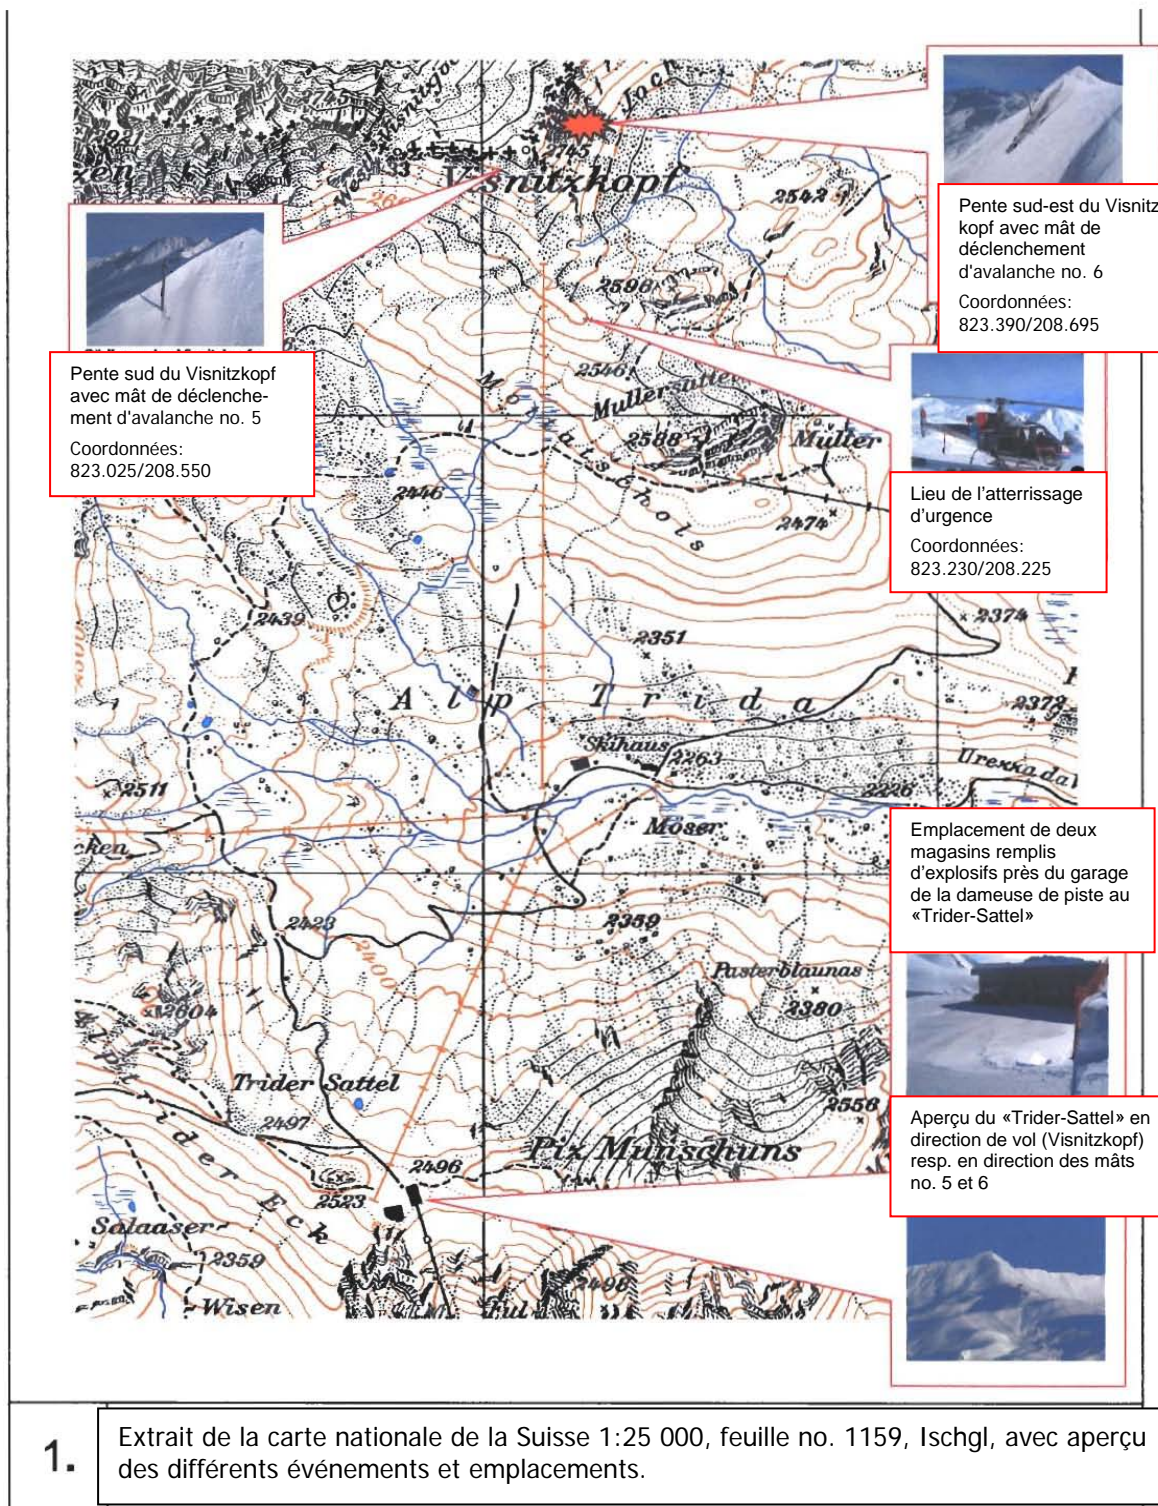 Joch
2745
Visnitzkopf
2542
2596
Pente sud-est du Visnitz
kopf avec mât de
déclenchement
d'avalanche no. 6
Coordonnées:
823.390/208.695
Pente sud du Visnitzkopf
avec mât de déclenche-
ment d'avalanche no. 5
Coordonnées:
823.025/208.550
2546
2588
Muller
2446
2474
Lieu de l'atterrissage
d'urgence
Coordonnées:
823.230/208.225
2439
2351
2374
Alp Trida
2372
Skihaus
2263
2226
2511
Moser
Emplacement de deux
magasins remplis
d'explosifs près du garage
de la dameuse de piste au
«Trider-Sattel»
2423
2400
2359
Pasterblaunas
2380
2604
Trider Sattel
2497
2556
Piz Munschuns
2496
2523
Aperçu du «Trider-Sattel» en
direction de vol (Visnitzkopf)
resp. en direction des mâts
no. 5 et 6
Trider Eck
Salaaser-
2359
Wisen
2498
1.
Extrait de la carte nationale de la Suisse 1:25 000, feuille no. 1159, Ischgl, avec aperçu
des différents événements et emplacements.